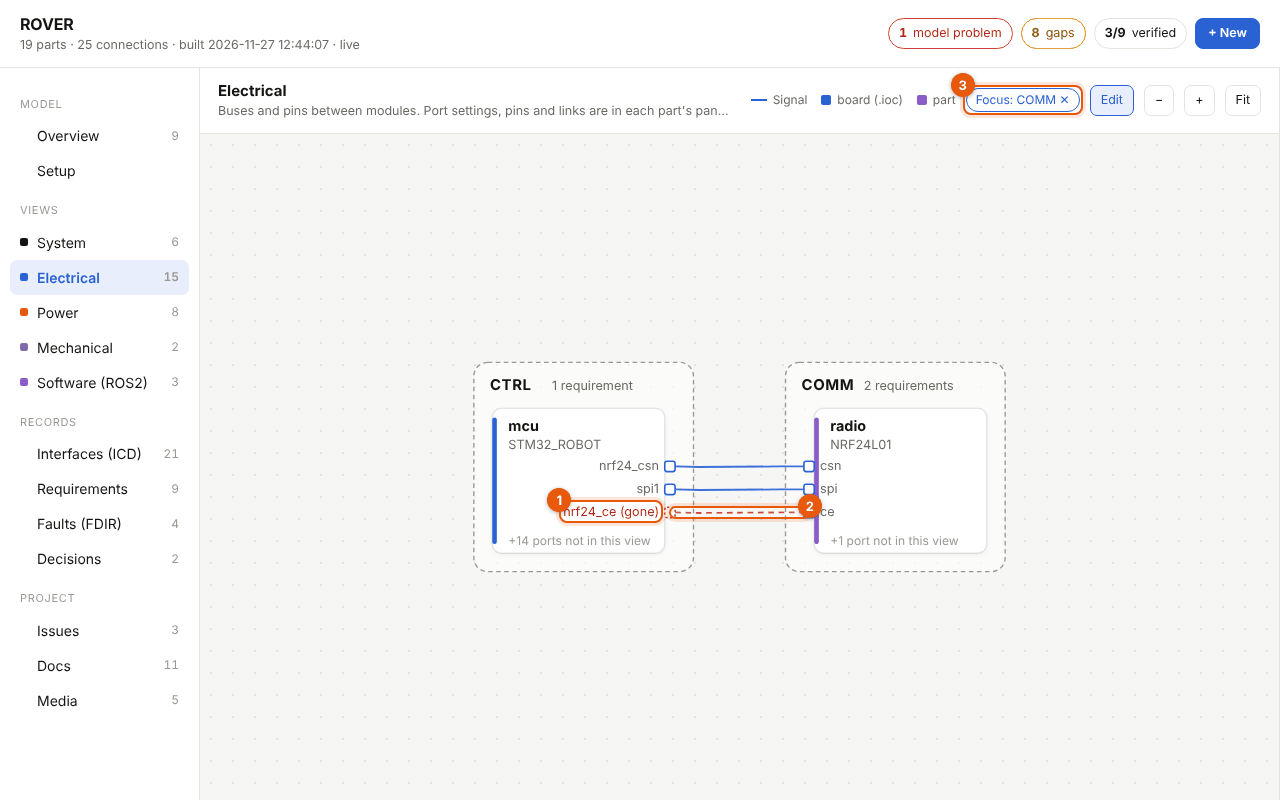 ROVER
19 parts · 25 connections · built 2026-11-27 12:44:07 · live
1 model problem
8 gaps
3/9 verified
+ New
MODEL
Overview 9
Setup
VIEWS
System 6
Electrical 15
Power 8
Mechanical 2
Software (ROS2) 3
RECORDS
Interfaces (ICD) 21
Requirements 9
Faults (FDIR) 4
Decisions 2
PROJECT
Issues 3
Docs 11
Media 5
Electrical
Buses and pins between modules. Port settings, pins and links are in each part's pan...
Signal
board (.ioc)
part
3
Focus: COMM ✕
Edit
−
+
Fit
CTRL 1 requirement
mcu
STM32_ROBOT
nrf24_csn
spi1
1
nrf24_ce (gone)
+14 ports not in this view
COMM 2 requirements
radio
NRF24L01
csn
spi
2
ce
+1 port not in this view